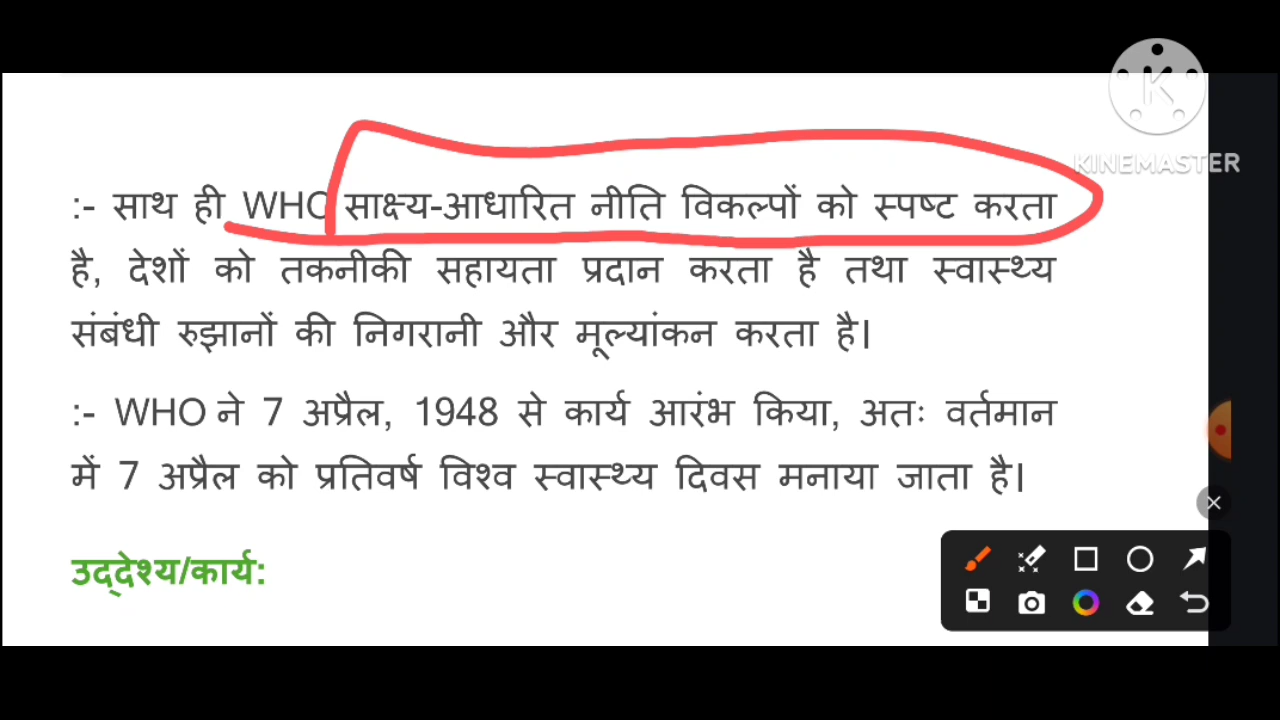 :- साथ ही WHO साक्ष्य-आधारित नीति विकल्पों को स्पष्ट करता
है, देशों को तकनीकी सहायता प्रदान करता है तथा स्वास्थ्य
संबंधी रुझानों की निगरानी और मूल्यांकन करता है।
:- WHO ने 7 अप्रैल, 1948 से कार्य आरंभ किया, अतः वर्तमान
में 7 अप्रैल को प्रतिवर्ष विश्व स्वास्थ्य दिवस मनाया जाता है।
उद्देश्य/कार्य:
K
KINEMASTER